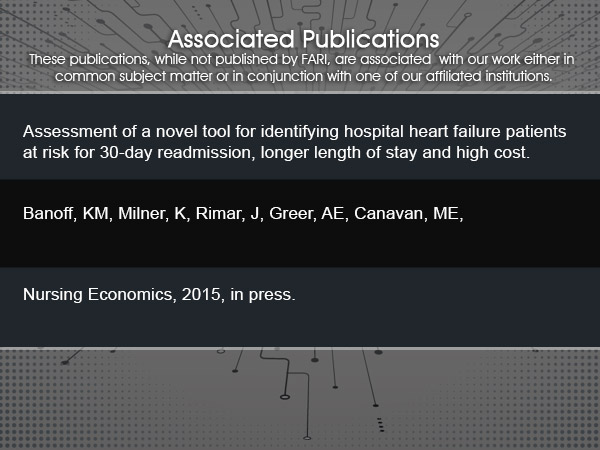 Associated Publications
These publications, while not published by FARI, are associated with our work either in
common subject matter or in conjunction with one of our affiliated institutions.
Assessment of a novel tool for identifying hospital heart failure patients
at risk for 30-day readmission, longer length of stay and high cost.
Banoff, KM, Milner, K, Rimar, J, Greer, AE, Canavan, ME,
Nursing Economics, 2015, in press.